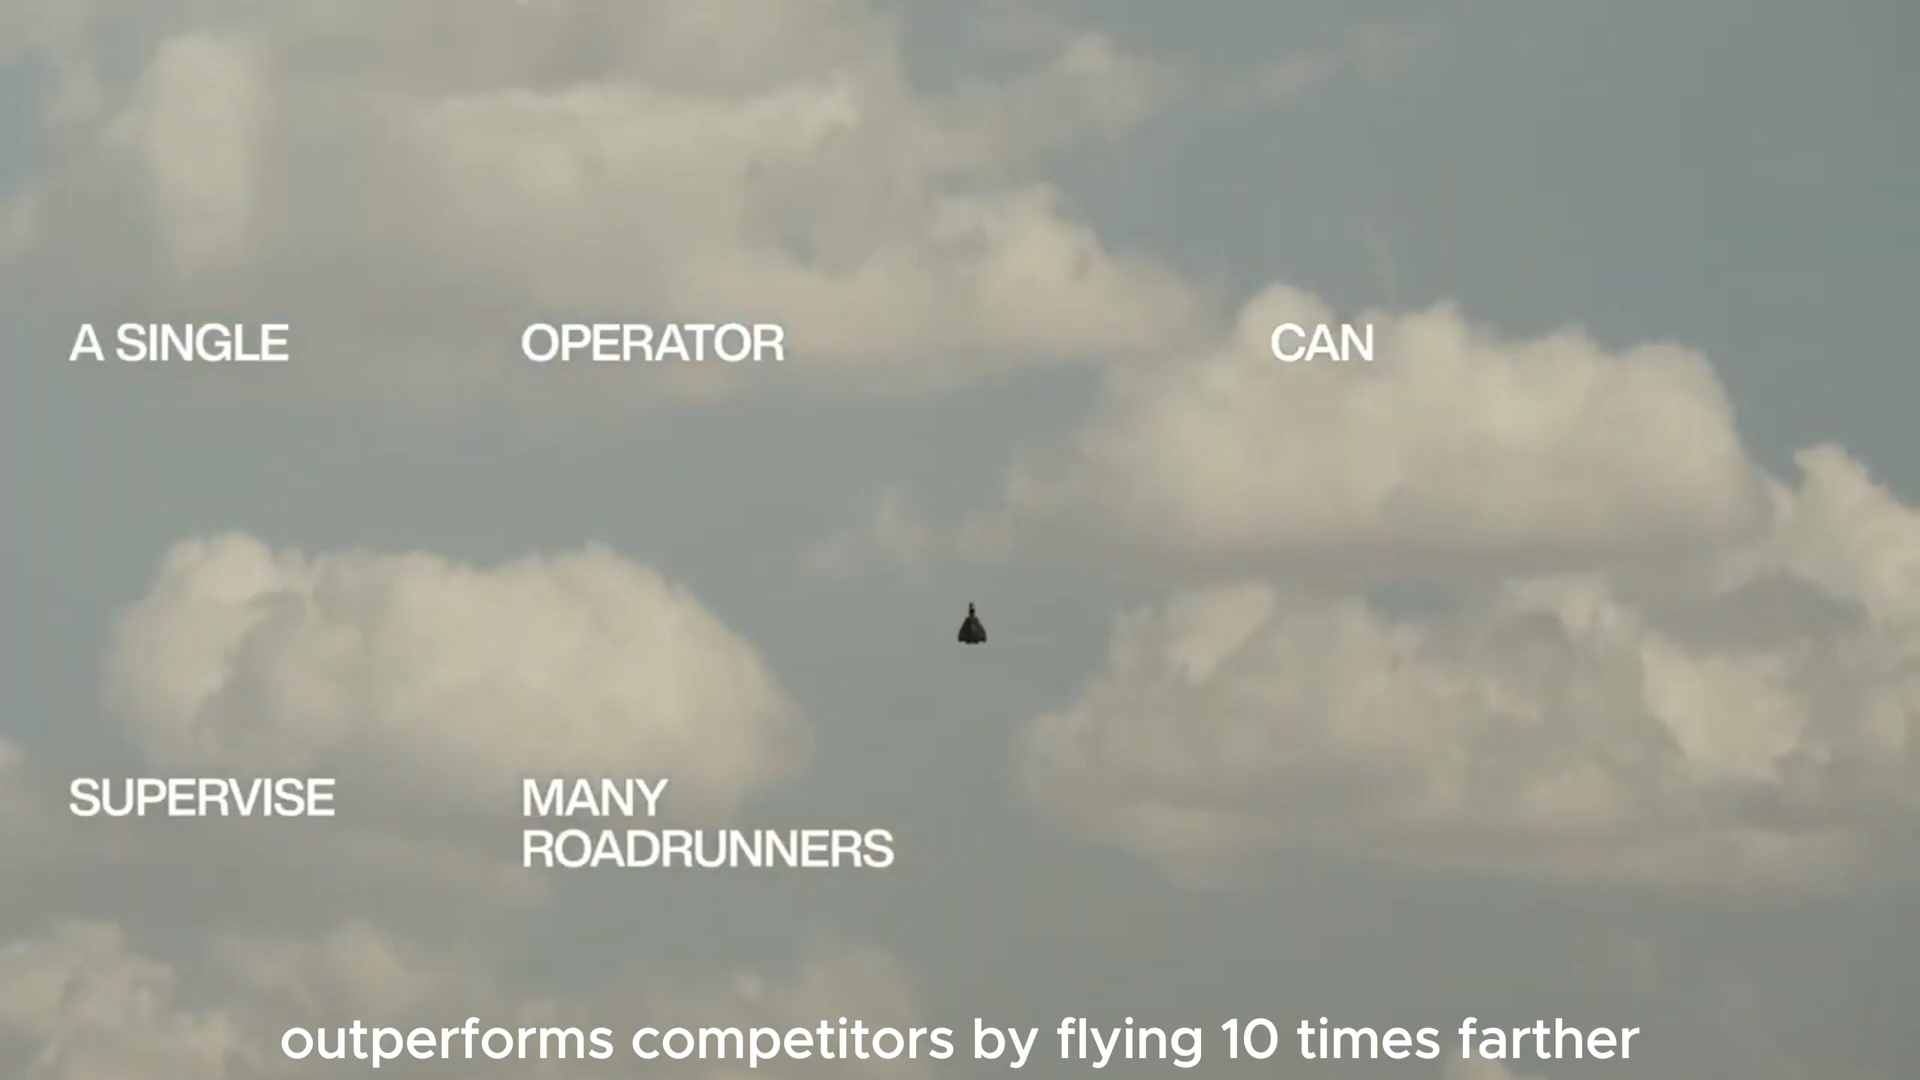 A SINGLE OPERATOR CAN
SUPERVISE MANY
ROADRUNNERS
outperforms competitors by flying 10 times farther